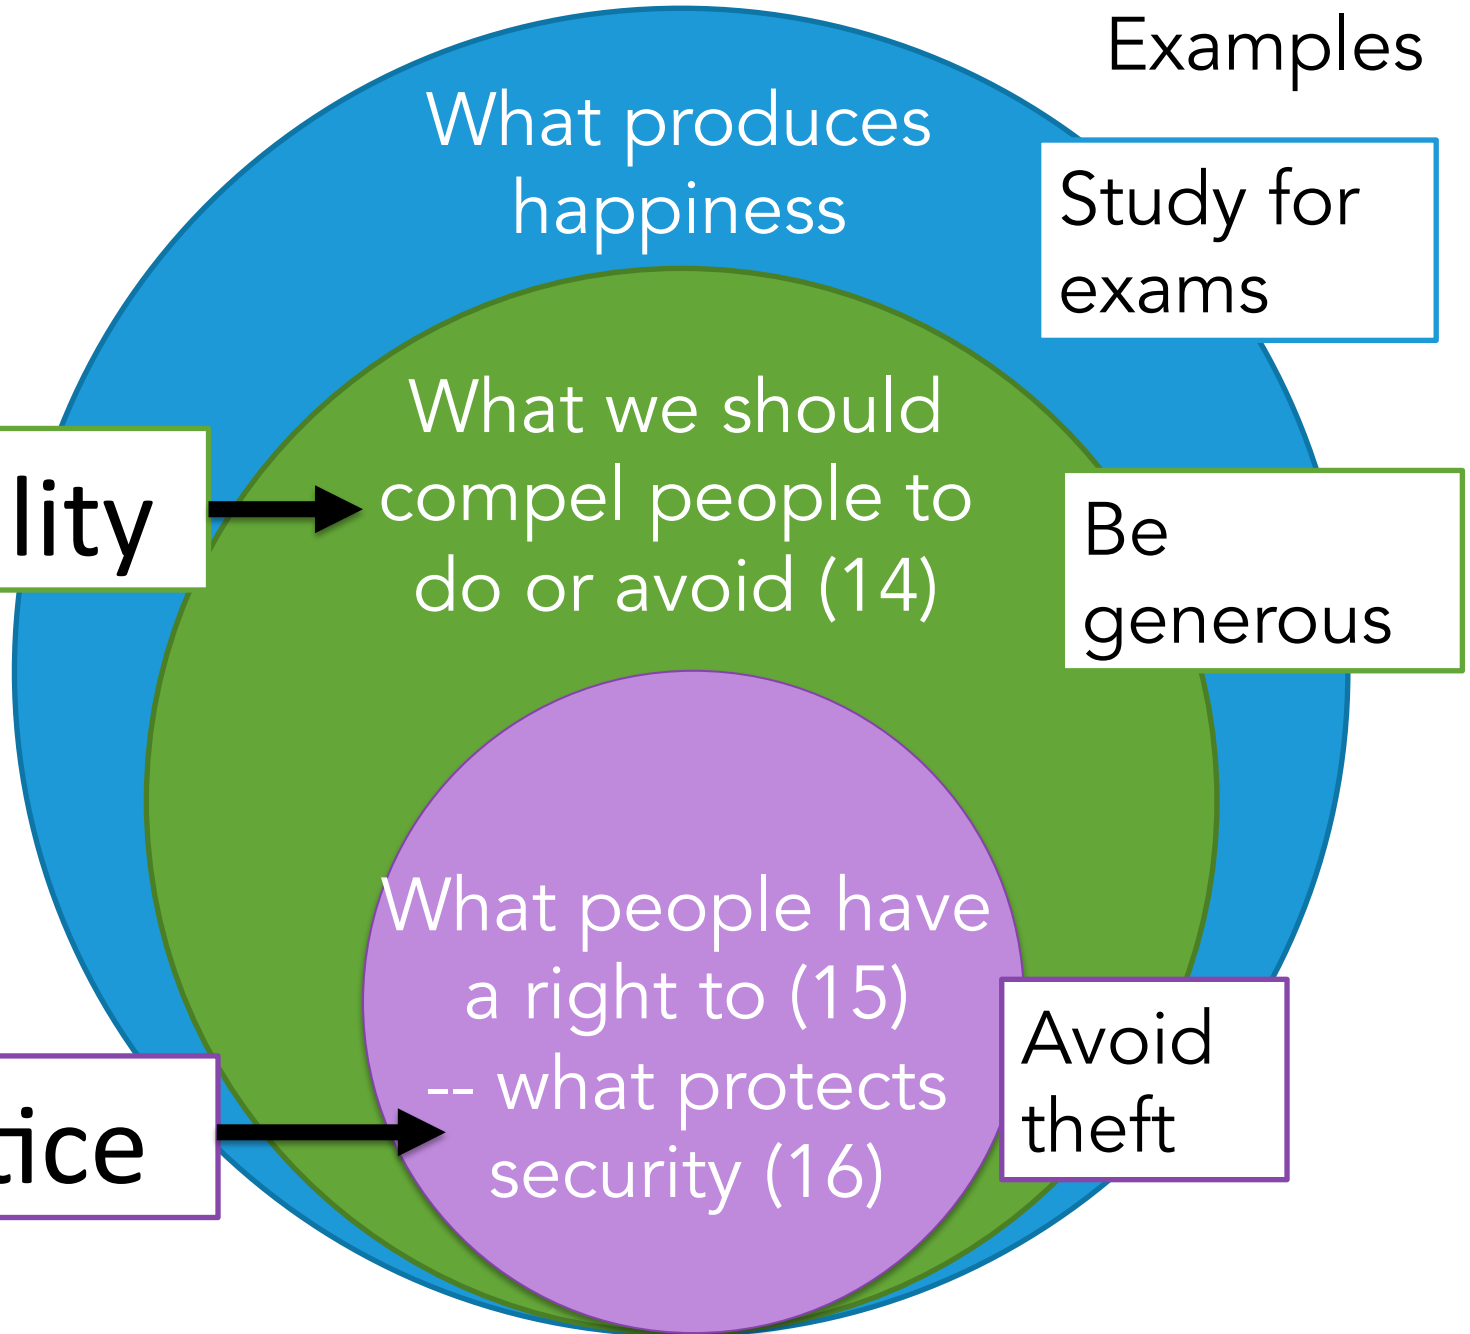 Examples
What produces
happiness
Study for
exams
What we should
compel people to
do or avoid (14)
lity
Be
generous
What people have
a right to (15)
-- what protects
security (16)
Avoid
theft
tice